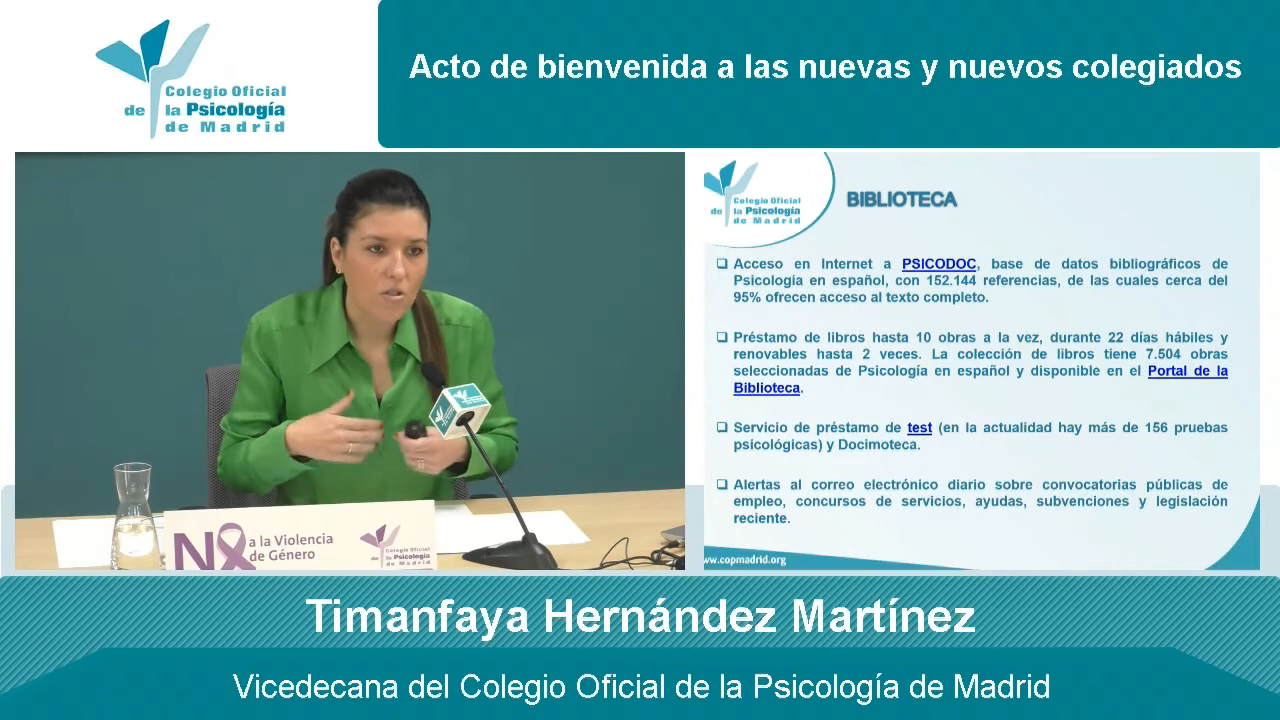 Colegio Oficial
de la Psicología
de Madrid
Acto de bienvenida a las nuevas y nuevos colegiados
Colegio Oficial
de la Psicología
de Madrid
BIBLIOTECA
Acceso en Internet a PSICODOC, base de datos bibliográficos de
Psicología en español, con 152.144 referencias, de las cuales cerca del
95% ofrecen acceso al texto completo.
Préstamo de libros hasta 10 obras a la vez, durante 22 días hábiles y
renovables hasta 2 veces. La colección de libros tiene 7.504 obras
seleccionadas de Psicología en español y disponible en el Portal de la
Biblioteca.
Servicio de préstamo de test (en la actualidad hay más de 156 pruebas
psicológicas) y Docimoteca.
Alertas al correo electrónico diario sobre convocatorias públicas de
empleo, concursos de servicios, ayudas, subvenciones y legislación
reciente.
www.copmadrid.org
NO a la Violencia
de Género
Colegio Oficial
de la Psicología
de Madrid
Timanfaya Hernández Martínez
Vicedecana del Colegio Oficial de la Psicología de Madrid